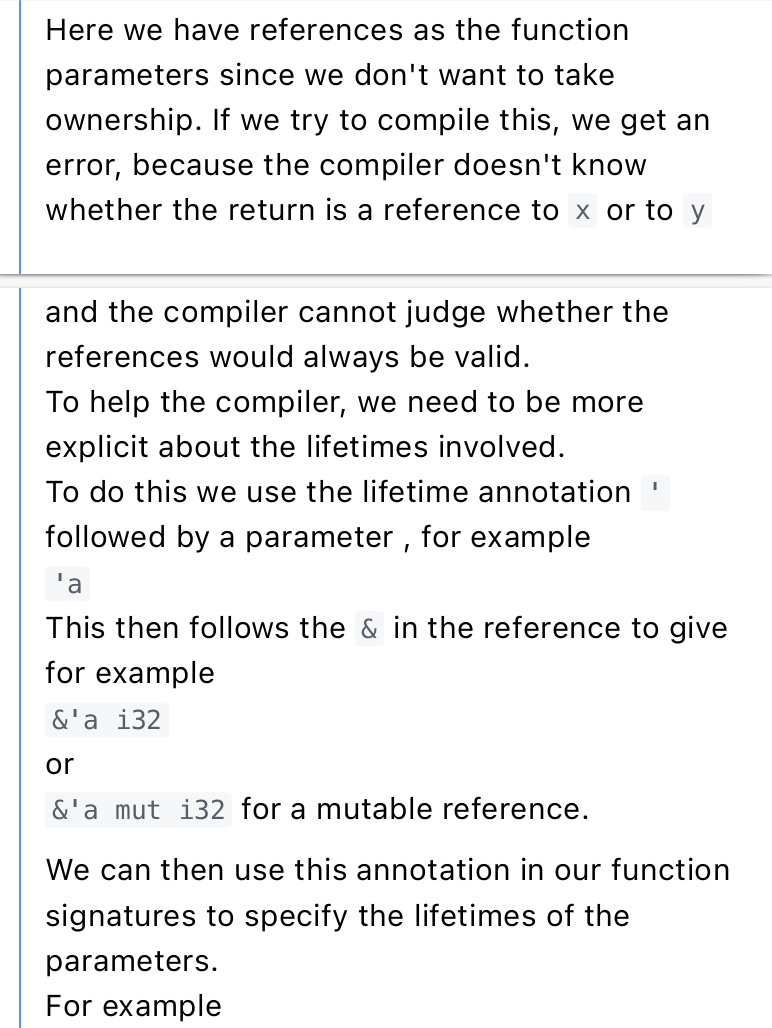 Here we have references as the function
parameters since we don't want to take
ownership. If we try to compile this, we get an
error, because the compiler doesn't know
whether the return is a reference to x or to y
and the compiler cannot judge whether the
references would always be valid.
To help the compiler, we need to be more
explicit about the lifetimes involved.
To do this we use the lifetime annotation '
followed by a parameter , for example
'a
This then follows the & in the reference to give
for example
&'a i32
or
&'a mut i32 for a mutable reference.
We can then use this annotation in our function
signatures to specify the lifetimes of the
parameters.
For example